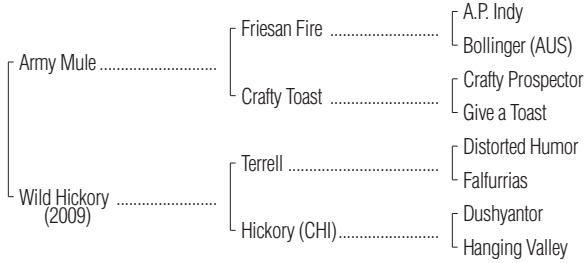 A.P. Indy
Friesan Fire ..............................
Bollinger (AUS)
Army Mule ..................................
Crafty Prospector
Crafty Toast ..............................
Give a Toast
Distorted Humor
Terrell ..........................................
Falfurrias
Wild Hickory ............................
(2009)
Dushyantor
Hickory (CHI)............................
Hanging Valley